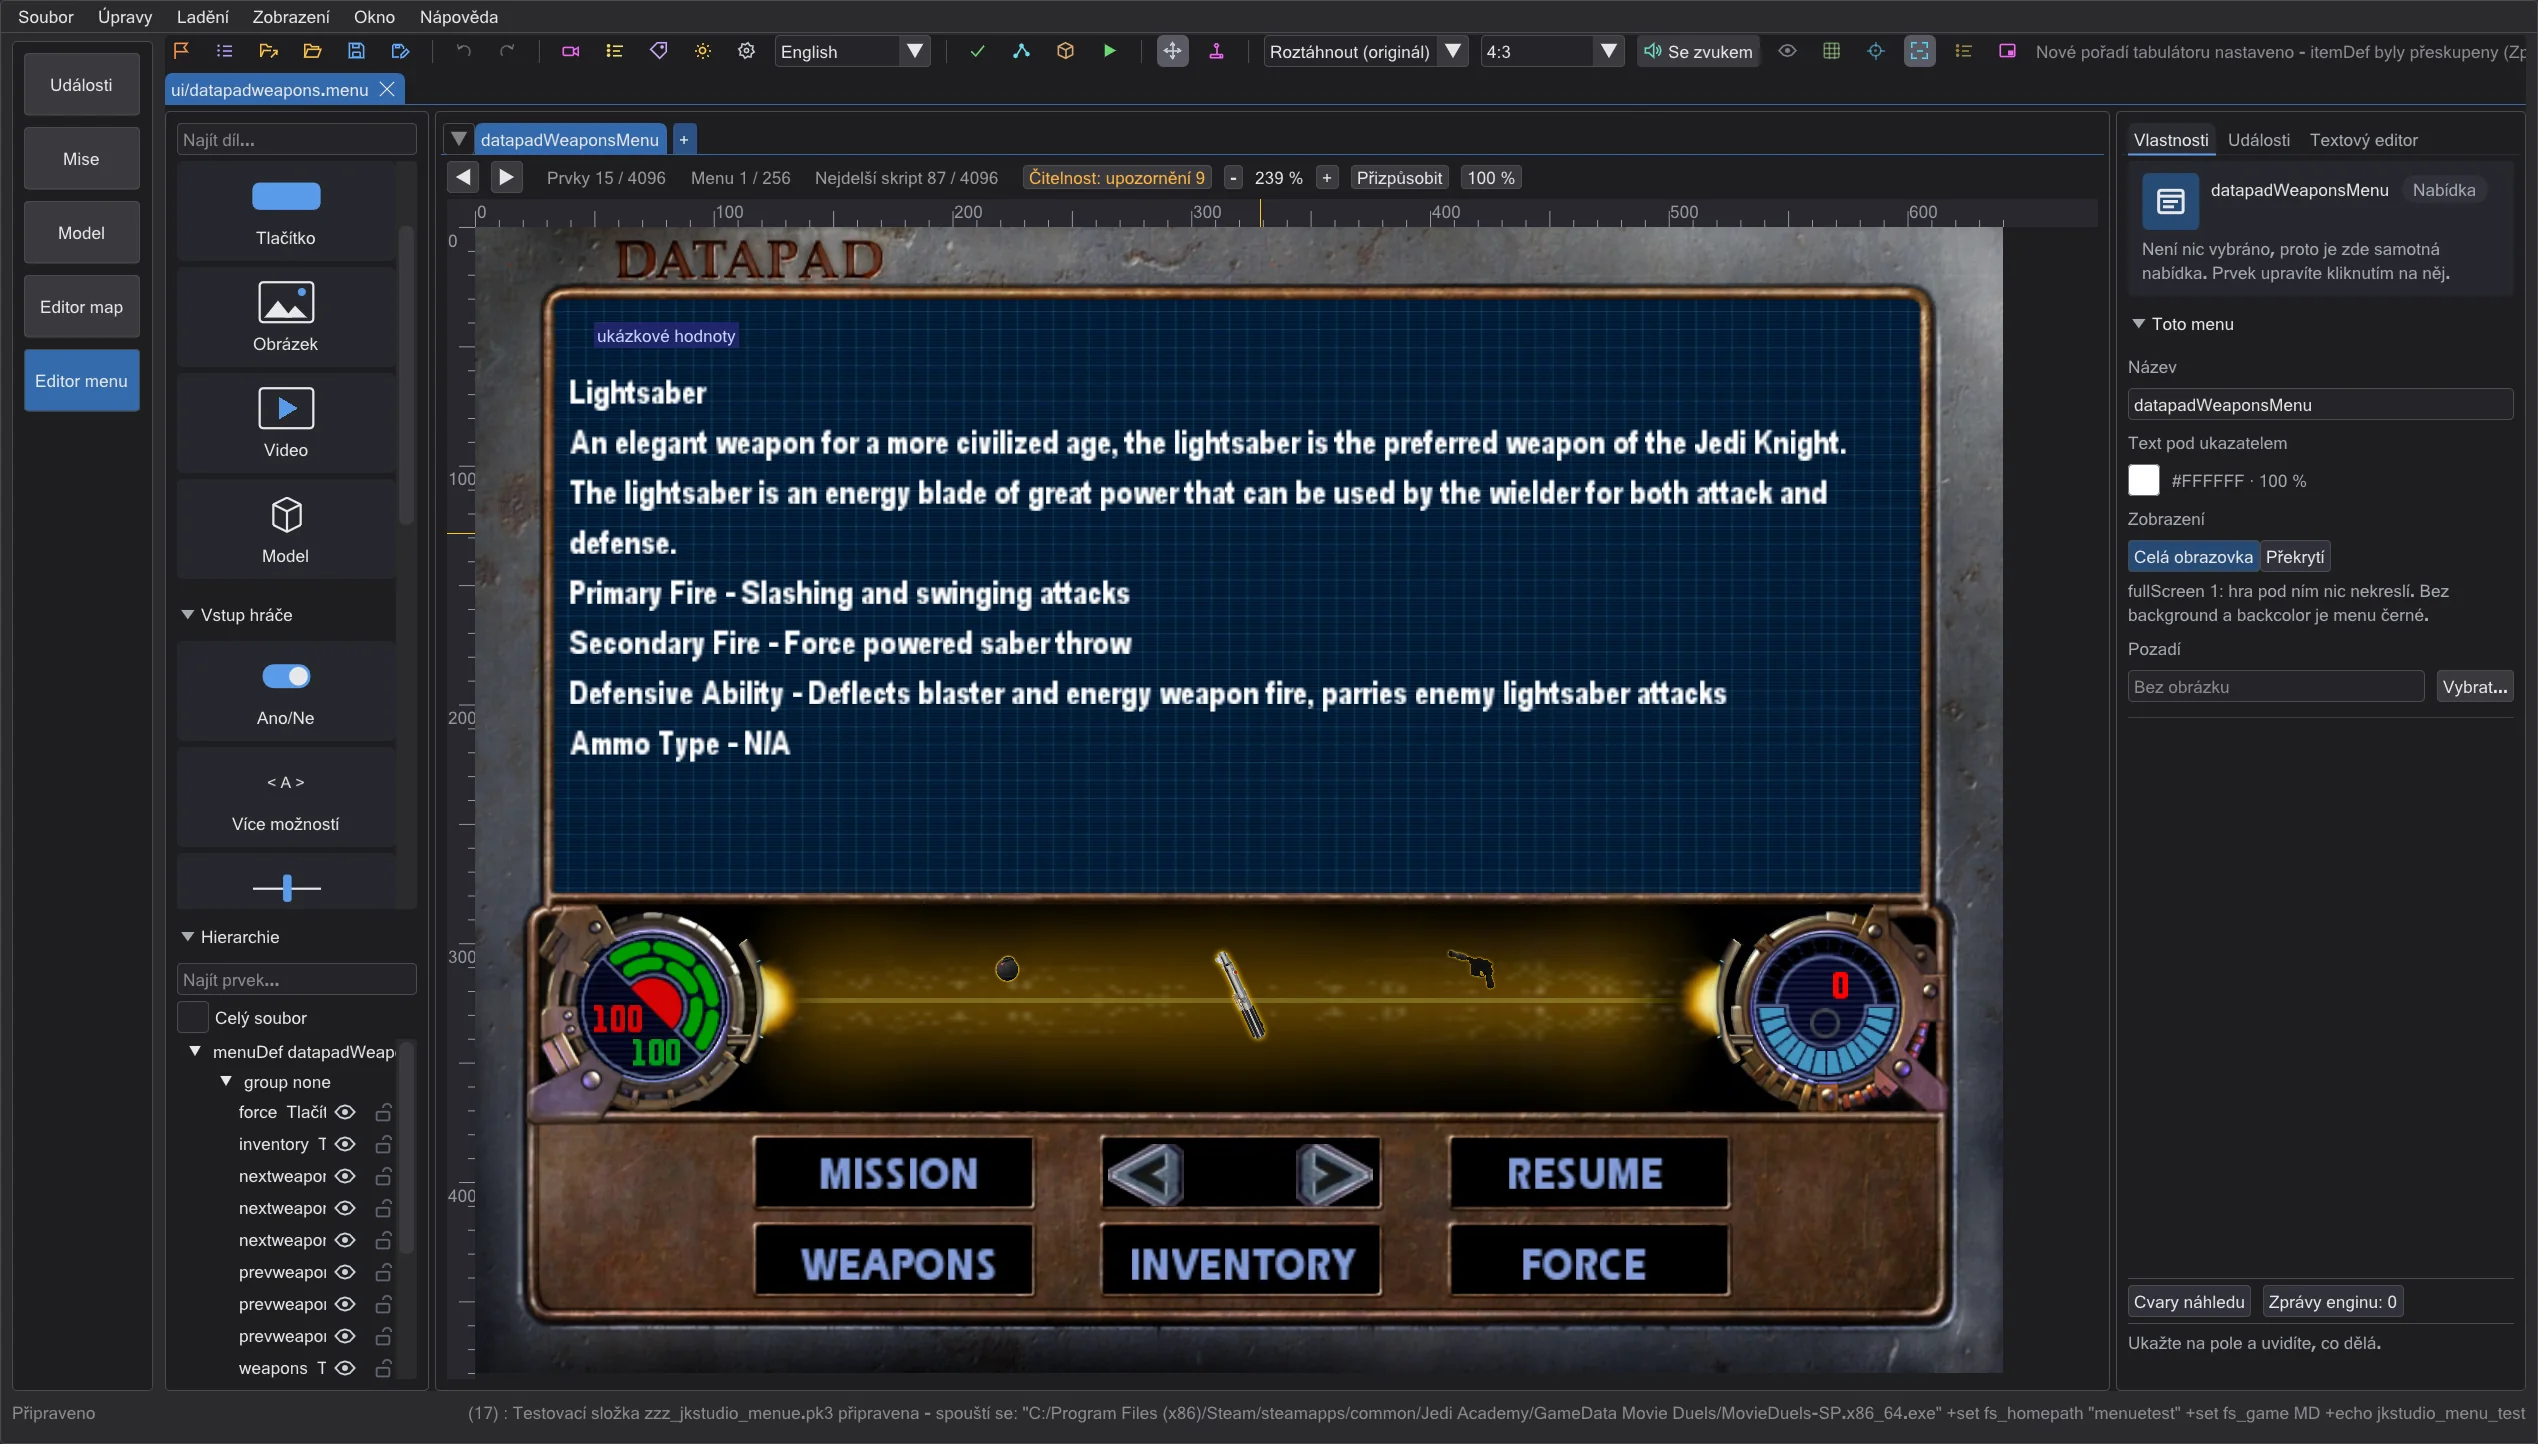 Soubor Úpravy Ladění Zobrazení Okno Nápověda
English
Roztáhnout (originál)
4:3
Se zvukem
Nové pořadí tabulátoru nastaveno - itemDef byly přeskupeny (Zp
Události
Mise
Model
Editor map
Editor menu
ui/datapadweapons.menu
Najít díl...
Tlačítko
Obrázek
Video
Model
Vstup hráče
Ano/Ne
< A >
Více možností
Hierarchie
Najít prvek...
Celý soubor
menuDef datapadWeap
group none
force Tlačít
inventory T
nextweapor
nextweapor
nextweapor
prevweapor
prevweapor
prevweapor
weapons T
datapadWeaponsMenu +
Prvky 15 / 4096 Menu 1 / 256 Nejdelší skript 87 / 4096 Čitelnost: upozornění 9 - 239 % + Přizpůsobit 100 %
0 100 200 300 400 500 600
0
100
200
300
400
DATAPAD
ukázkové hodnoty
Lightsaber
An elegant weapon for a more civilized age, the lightsaber is the preferred weapon of the Jedi Knight.
The lightsaber is an energy blade of great power that can be used by the wielder for both attack and
defense.
Primary Fire - Slashing and swinging attacks
Secondary Fire - Force powered saber throw
Defensive Ability - Deflects blaster and energy weapon fire, parries enemy lightsaber attacks
Ammo Type - N/A
100
100
0
MISSION
RESUME
WEAPONS
INVENTORY
FORCE
Vlastnosti Události Textový editor
datapadWeaponsMenu Nabídka
Není nic vybráno, proto je zde samotná
nabídka. Prvek upravíte kliknutím na něj.
Toto menu
Název
datapadWeaponsMenu
Text pod ukazatelem
#FFFFFF · 100 %
Zobrazení
Celá obrazovka Překrytí
fullScreen 1: hra pod ním nic nekreslí. Bez
background a backcolor je menu černé.
Pozadí
Bez obrázku Vybrat...
Cvary náhledu Zprávy enginu: 0
Ukažte na pole a uvidíte, co dělá.
Připraveno
(17) : Testovací složka zzz_jkstudio_menue.pk3 připravena - spouští se: "C:/Program Files (x86)/Steam/steamapps/common/Jedi Academy/GameData Movie Duels/MovieDuels-SP.x86_64.exe" +set fs_homepath "menuetest" +set fs_game MD +echo jkstudio_menu_test